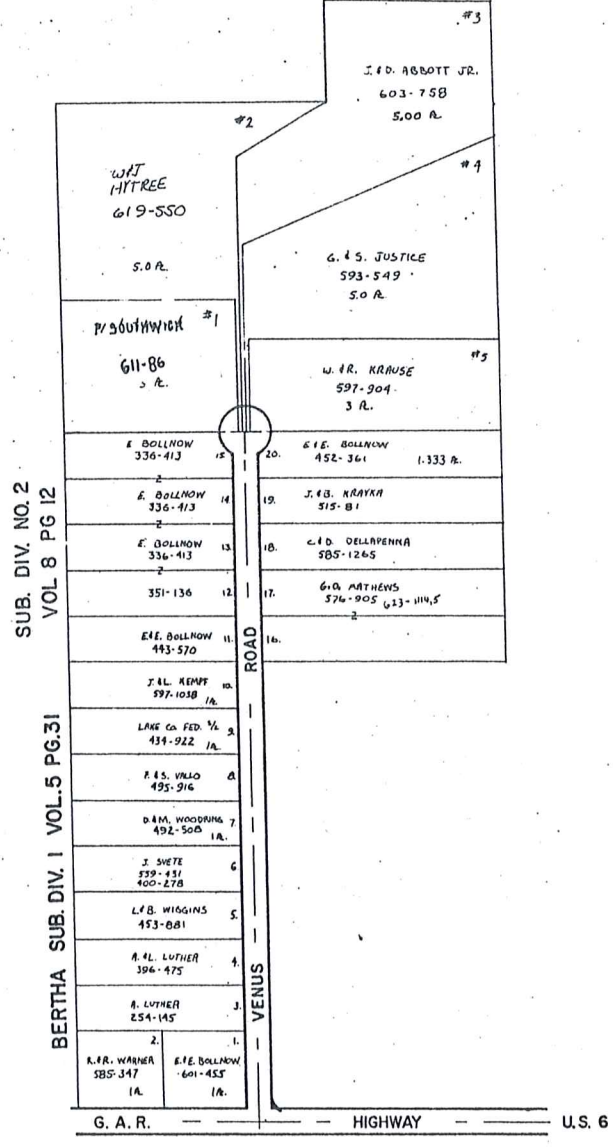 #3
J. & D. ABBOTT JR.
603-758
5.00 A.
#2
W&J
HYTREE
619-550
5.0 A.
#4
G. & S. JUSTICE
593-549
5.0 A.
#1
P/ SOUTHWICK
611-86
A.
#5
W. & R. KRAUSE
597-904
3 A.
E BOLLNOW
336-413
15
2
20.
E & E. BOLLNOW
452-361
1.333 A.
E. BOLLNOW
336-413
14
2
19.
J. & B. KRAYKA
515-81
E. BOLLNOW
336-413
13
2
18.
C & D. DELLAPENNA
585-1265
351-136
12
17.
G.O. MATHEWS
576-905
2
E&E. BOLLNOW
443-570
11.
16.
J. & L. KEMPF
597-1038
1A.
10.
LAKE CO FED. S/L
434-922
1A.
9.
P. & S. VALLO
495-916
8
D&M. WOODRING
492-508
1A.
7.
J. SVETE
539-431
400-278
6
L. & B. WIGGINS
453-881
5.
A. & L. LUTHER
396-475
4.
A. LUTHER
254-145
3.
2.
R. & R. WARNER
585-347
1A
1.
E. & E. BOLLNOW
601-455
1A.
VENUS ROAD
SUB. DIV. NO. 2
VOL 8 PG 12
BERTHA SUB. DIV. 1 VOL. 5 PG. 31
G. A. R. HIGHWAY U.S. 6